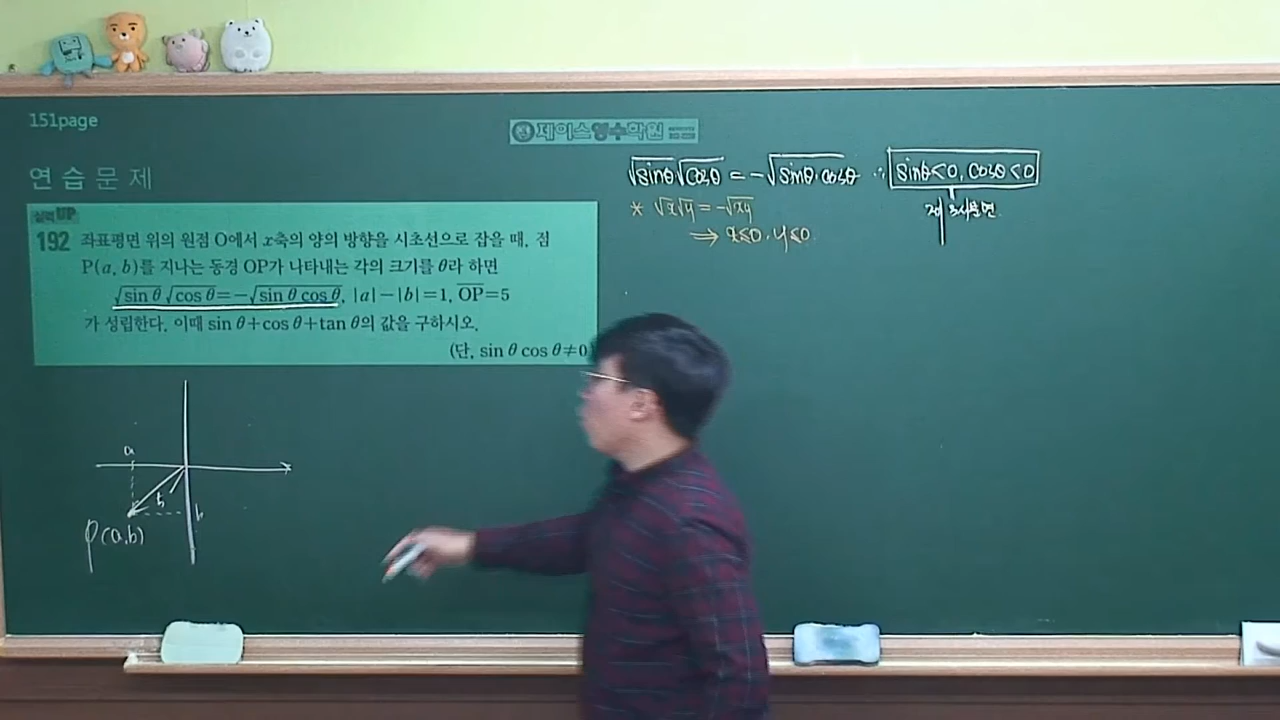 151page
제이스영수학원
연습문제
실력UP
192 좌표평면 위의 원점 O에서 x축의 양의 방향을 시초선으로 잡을 때, 점
P(a, b)를 지나는 동경 OP가 나타내는 각의 크기를 θ라 하면
√sin θ √cos θ=-√sin θ cos θ, |a|-|b|=1, OP=5
가 성립한다. 이때 sin θ+cos θ+tan θ의 값을 구하시오.
(단, sin θ cos θ≠0
√sinθ √cosθ = -√sinθ·cosθ ∴ sinθ<0, cosθ<0
제 3사분면
* √x√y = -√xy
⇒ x≤0, y≤0
a
5
b
P(a,b)